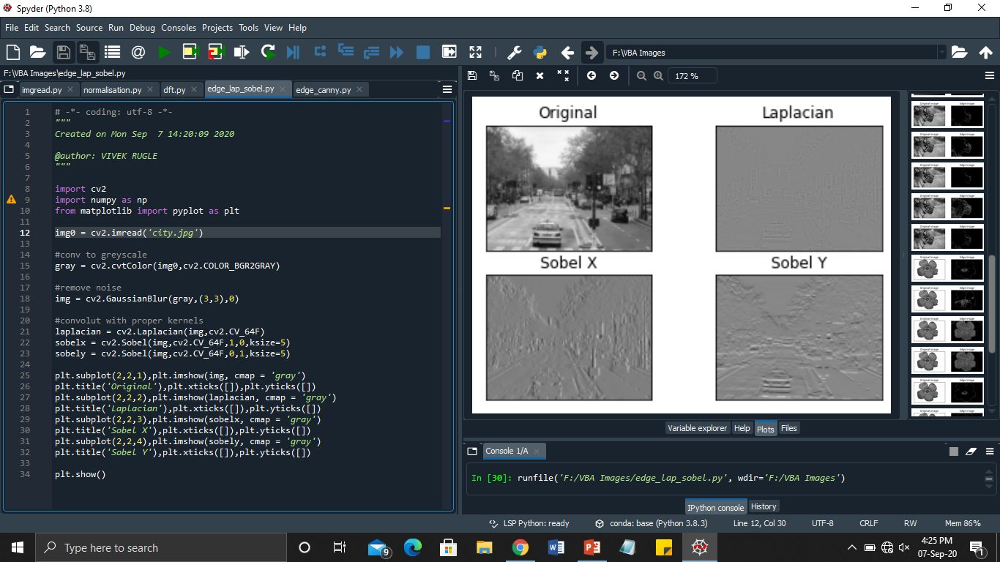 Spyder (Python 3.8)
File Edit Search Source Run Debug Consoles Projects Tools View Help
F:\VBA Images
F:\VBA Images\edge_lap_sobel.py
imgread.py normalisation.py dft.py edge_lap_sobel.py edge_canny.py
1 # -*- coding: utf-8 -*-
2 """
3 Created on Mon Sep  7 14:20:09 2020
4
5 @author: VIVEK RUGLE
6 """
7
8 import cv2
9 import numpy as np
10 from matplotlib import pyplot as plt
11
12 img0 = cv2.imread('city.jpg')
13
14 #conv to greyscale
15 gray = cv2.cvtColor(img0,cv2.COLOR_BGR2GRAY)
16
17 #remove noise
18 img = cv2.GaussianBlur(gray,(3,3),0)
19
20 #convolut with proper kernels
21 laplacian = cv2.Laplacian(img,cv2.CV_64F)
22 sobelx = cv2.Sobel(img,cv2.CV_64F,1,0,ksize=5)
23 sobely = cv2.Sobel(img,cv2.CV_64F,0,1,ksize=5)
24
25 plt.subplot(2,2,1),plt.imshow(img, cmap = 'gray')
26 plt.title('Original'),plt.xticks([]),plt.yticks([])
27 plt.subplot(2,2,2),plt.imshow(laplacian, cmap = 'gray')
28 plt.title('Laplacian'),plt.xticks([]),plt.yticks([])
29 plt.subplot(2,2,3),plt.imshow(sobelx, cmap = 'gray')
30 plt.title('Sobel X'),plt.xticks([]),plt.yticks([])
31 plt.subplot(2,2,4),plt.imshow(sobely, cmap = 'gray')
32 plt.title('Sobel Y'),plt.xticks([]),plt.yticks([])
33
34 plt.show()
172 %
Original Laplacian
Sobel X Sobel Y
Variable explorer Help Plots Files
Console 1/A
In [30]: runfile('F:/VBA Images/edge_lap_sobel.py', wdir='F:/VBA Images')
IPython console History
LSP Python: ready conda: base (Python 3.8.3) Line 12, Col 30 UTF-8 CRLF RW Mem 86%
Type here to search
9
4:25 PM
07-Sep-20
1